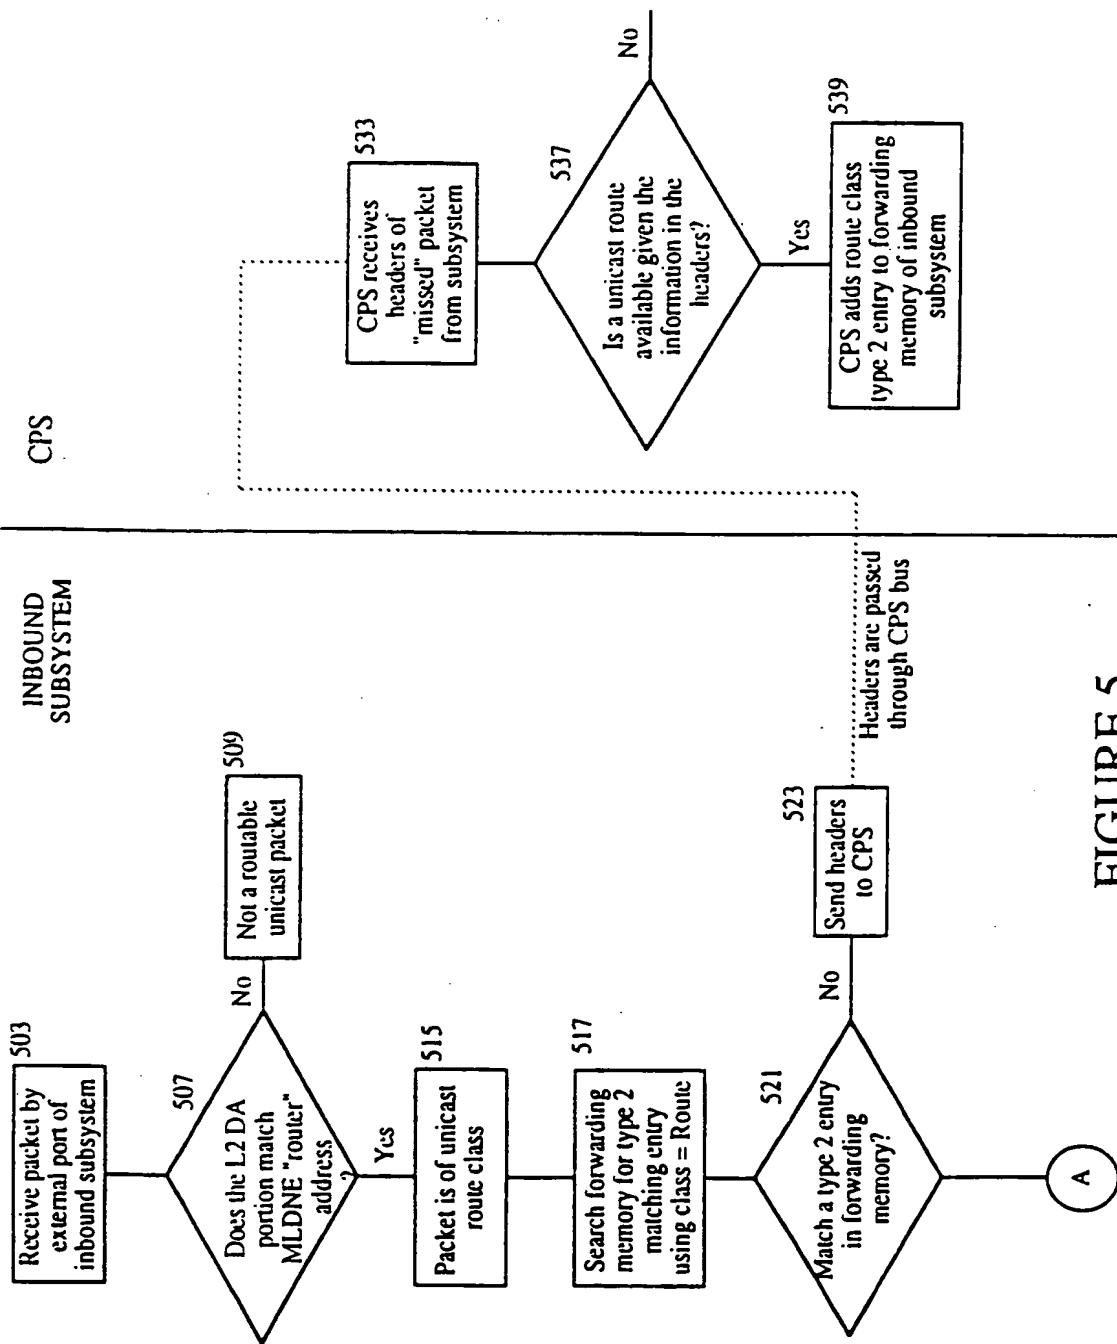 INBOUND
SUBSYSTEM
CPS
503
Receive packet by
external port of
inbound subsystem
507
Does the L2 DA
portion match
MLDNE "router"
address
?
No
509
Not a routable
unicast packet
Yes
515
Packet is of unicast
route class
517
Search forwarding
memory for type 2
matching entry
using class = Route
521
Match a type 2 entry
in forwarding
memory?
No
523
Send headers
to CPS
A
Headers are passed
through CPS bus
533
CPS receives
headers of
"missed" packet
from subsystem
537
Is a unicast route
available given the
information in the
headers?
No
Yes
539
CPS adds route class
type 2 entry to forwarding
memory of inbound
subsystem
FIGURE 5